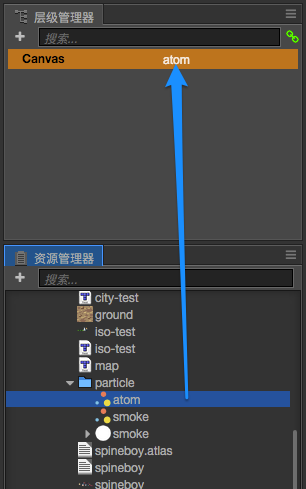 层级管理器
搜索...
Canvas atom
资源管理器
搜索...
city-test
ground
iso-test
iso-test
map
particle
atom
smoke
smoke
spineboy.atlas
spineboy
spineboy